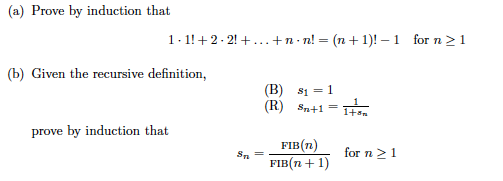 (a) Prove by induction that
1 · 1! + 2 · 2! + . . . + n · n! = (n + 1)! − 1 for n ≥ 1
(b) Given the recursive definition,
(B) s₁ = 1
(R) sₙ₊₁ = 1/(1+sₙ)
prove by induction that
sₙ = FIB(n)/FIB(n + 1) for n ≥ 1